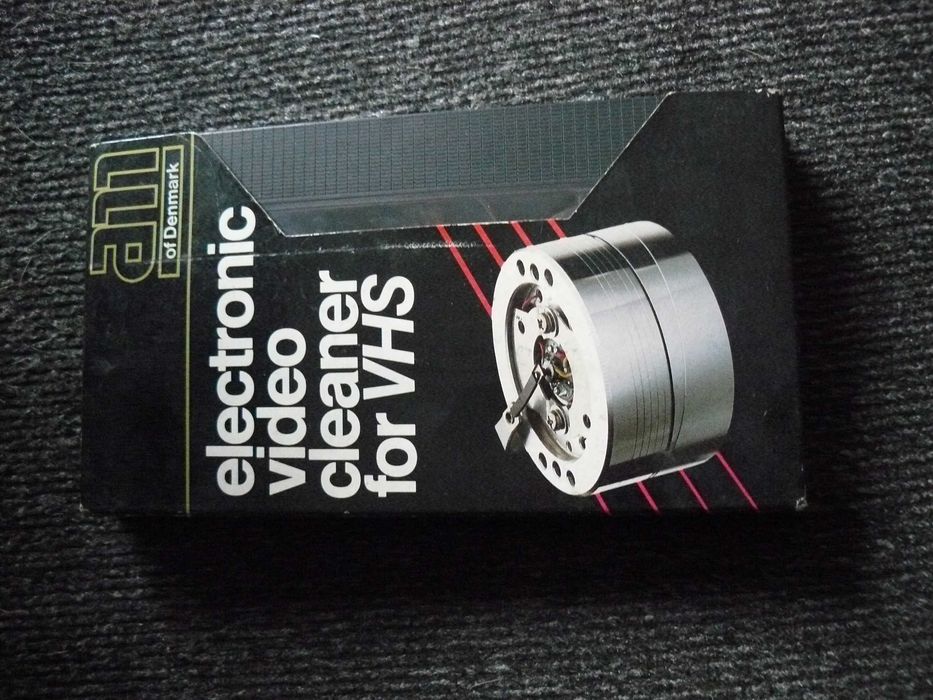 am
of Denmark
electronic
video
cleaner
for VHS